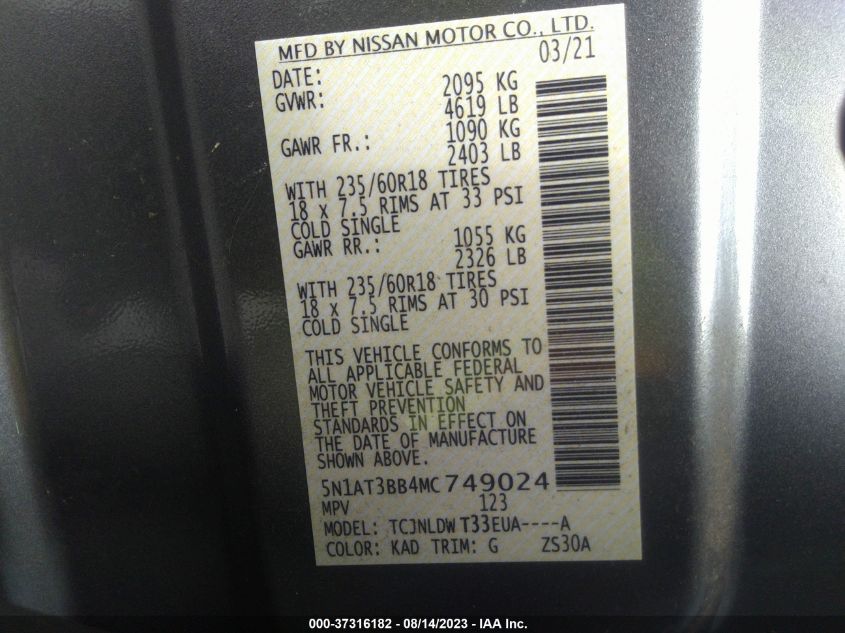 MFD BY NISSAN MOTOR CO., LTD.
DATE: 03/21
GVWR: 2095 KG
4619 LB
GAWR FR.: 1090 KG
2403 LB
WITH 235/60R18 TIRES
18 x 7.5 RIMS AT 33 PSI
COLD SINGLE
GAWR RR.: 1055 KG
2326 LB
WITH 235/60R18 TIRES
18 x 7.5 RIMS AT 30 PSI
COLD SINGLE
THIS VEHICLE CONFORMS TO
ALL APPLICABLE FEDERAL
MOTOR VEHICLE SAFETY AND
THEFT PREVENTION
STANDARDS IN EFFECT ON
THE DATE OF MANUFACTURE
SHOWN ABOVE.
5N1AT3BB4MC 749024
MPV 123
MODEL: TCJNLDW T33EUA----A
COLOR: KAD TRIM: G ZS30A
000-37316182 - 08/14/2023 - IAA Inc.